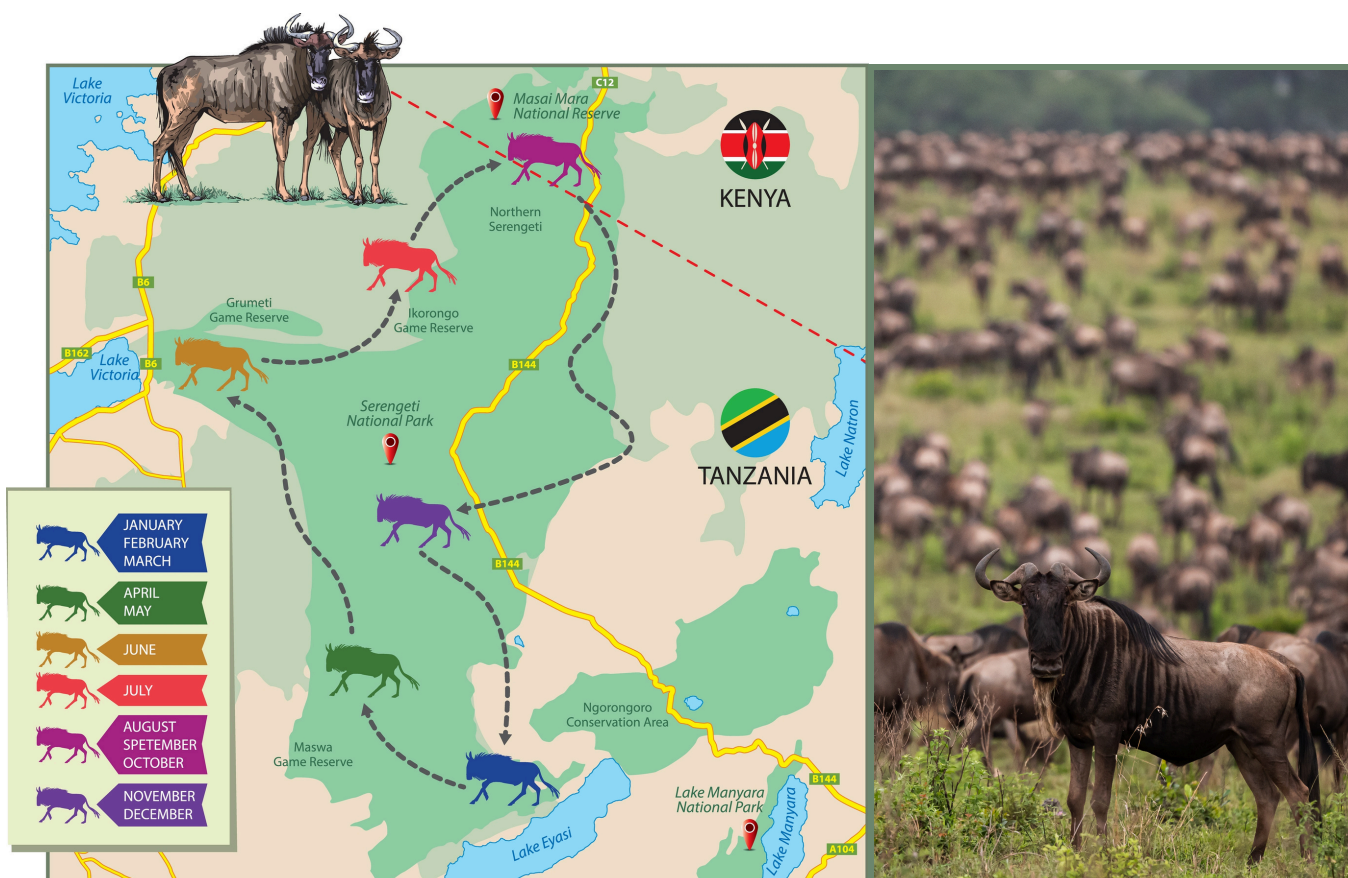 Lake
Victoria
C12
Masai Mara
National Reserve
KENYA
Northern
Serengeti
B6
Grumeti
Game Reserve
Ikorongo
Game Reserve
B162
Lake
Victoria
B6
B144
Serengeti
National Park
TANZANIA
Lake Natron
JANUARY
FEBRUARY
MARCH
APRIL
MAY
JUNE
JULY
AUGUST
SPETEMBER
OCTOBER
NOVEMBER
DECEMBER
B144
Ngorongoro
Conservation Area
Maswa
Game Reserve
Lake Eyasi
Lake Manyara
National Park
B144
Lake Manyara
A104